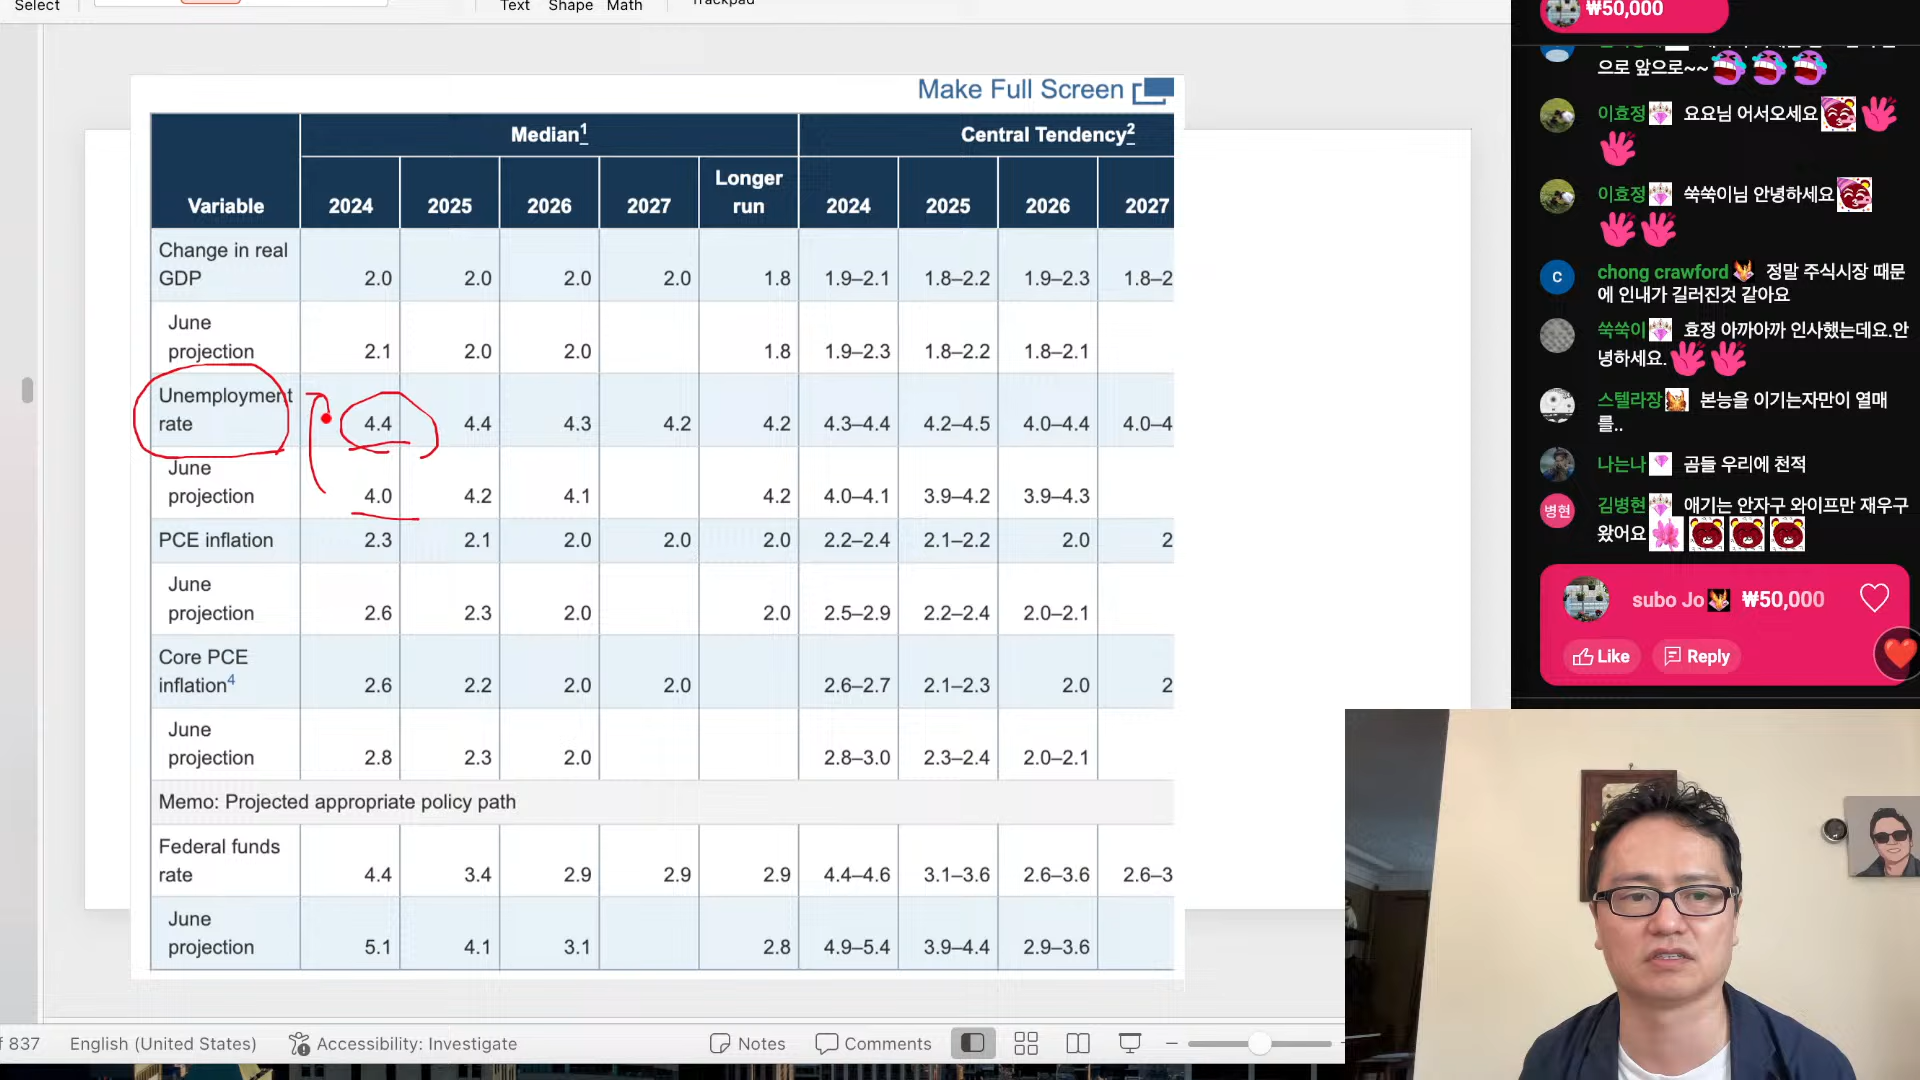 Select
Text Shape Math
Make Full Screen
Median1 Central Tendency2
Variable 2024 2025 2026 2027 Longer run 2024 2025 2026 2027
Change in real GDP 2.0 2.0 2.0 2.0 1.8 1.9–2.1 1.8–2.2 1.9–2.3 1.8–2
June projection 2.1 2.0 2.0 1.8 1.9–2.3 1.8–2.2 1.8–2.1
Unemployment rate 4.4 4.4 4.3 4.2 4.2 4.3–4.4 4.2–4.5 4.0–4.4 4.0–4
June projection 4.0 4.2 4.1 4.2 4.0–4.1 3.9–4.2 3.9–4.3
PCE inflation 2.3 2.1 2.0 2.0 2.0 2.2–2.4 2.1–2.2 2.0 2
June projection 2.6 2.3 2.0 2.0 2.5–2.9 2.2–2.4 2.0–2.1
Core PCE inflation4 2.6 2.2 2.0 2.0 2.6–2.7 2.1–2.3 2.0 2
June projection 2.8 2.3 2.0 2.8–3.0 2.3–2.4 2.0–2.1
Memo: Projected appropriate policy path
Federal funds rate 4.4 3.4 2.9 2.9 2.9 4.4–4.6 3.1–3.6 2.6–3.6 2.6–3
June projection 5.1 4.1 3.1 2.8 4.9–5.4 3.9–4.4 2.9–3.6
837 English (United States) Accessibility: Investigate Notes Comments
₩50,000
으로 앞으로~~
이효정 요요님 어서오세요
이효정 쑥쑥이님 안녕하세요
C chong crawford 정말 주식시장 때문
에 인내가 길러진것 같아요
쑥쑥이 효정 아까아까 인사했는데요.안
녕하세요.
스텔라장 본능을 이기는자만이 열매
를..
나는나 곰들 우리에 천적
병현 김병현 애기는 안자구 와이프만 재우구
왔어요
subo Jo ₩50,000
Like Reply